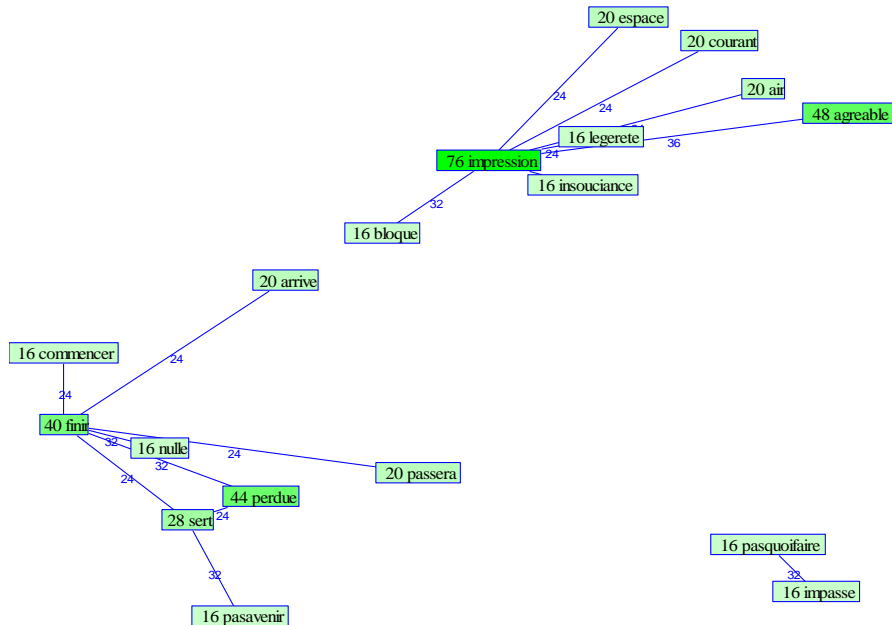 20 espace
20 courant
24
24
20 air
48 agreable
16 legerete
36
24
76 impression
16 insouciance
32
16 bloque
20 arrive
24
16 commencer
24
40 finir
32
16 nulle
24
32
20 passera
24
44 perdue
28 sert
24
16 pasquoifaire
32
32
16 impasse
16 pasavenir